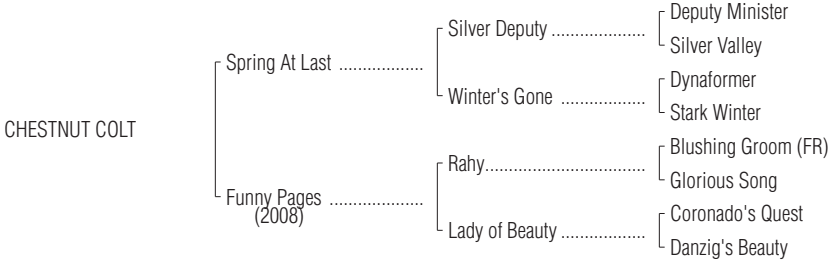 Deputy Minister
Silver Deputy ....................
Silver Valley
Spring At Last ..................
Dynaformer
Winter's Gone ..................
Stark Winter
CHESTNUT COLT
Blushing Groom (FR)
Rahy..................................
Glorious Song
Funny Pages ....................
(2008)
Coronado's Quest
Lady of Beauty ..................
Danzig's Beauty